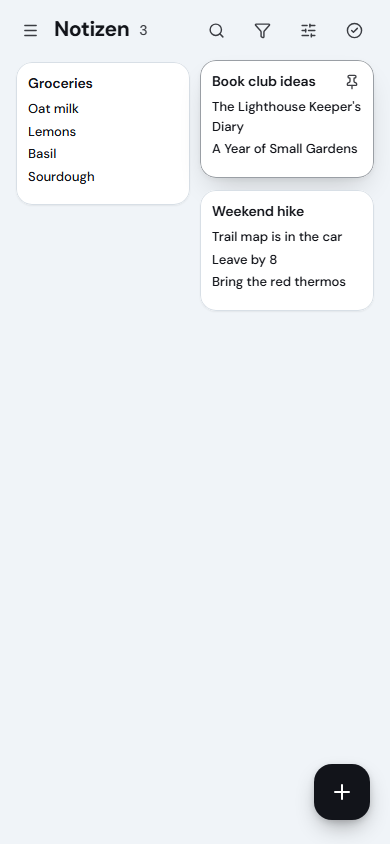 Notizen 3
Groceries
Oat milk
Lemons
Basil
Sourdough
Book club ideas
The Lighthouse Keeper's
Diary
A Year of Small Gardens
Weekend hike
Trail map is in the car
Leave by 8
Bring the red thermos